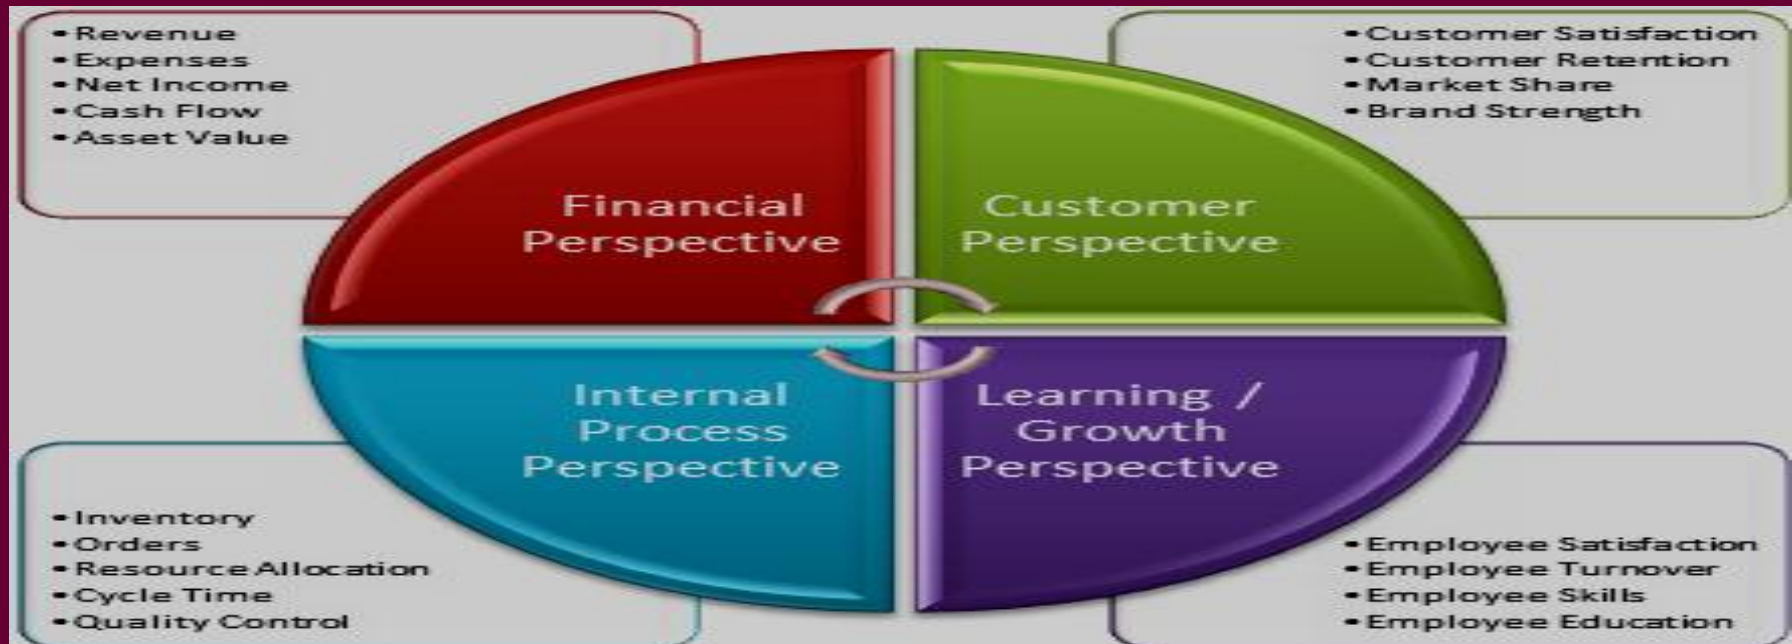 •Revenue
•Expenses
•Net Income
•Cash Flow
•Asset Value
•Customer Satisfaction
•Customer Retention
•Market Share
•Brand Strength
Financial
Perspective
Customer
Perspective
Internal
Process
Perspective
Learning /
Growth
Perspective
•Inventory
•Orders
•Resource Allocation
•Cycle Time
•Quality Control
•Employee Satisfaction
•Employee Turnover
•Employee Skills
•Employee Education